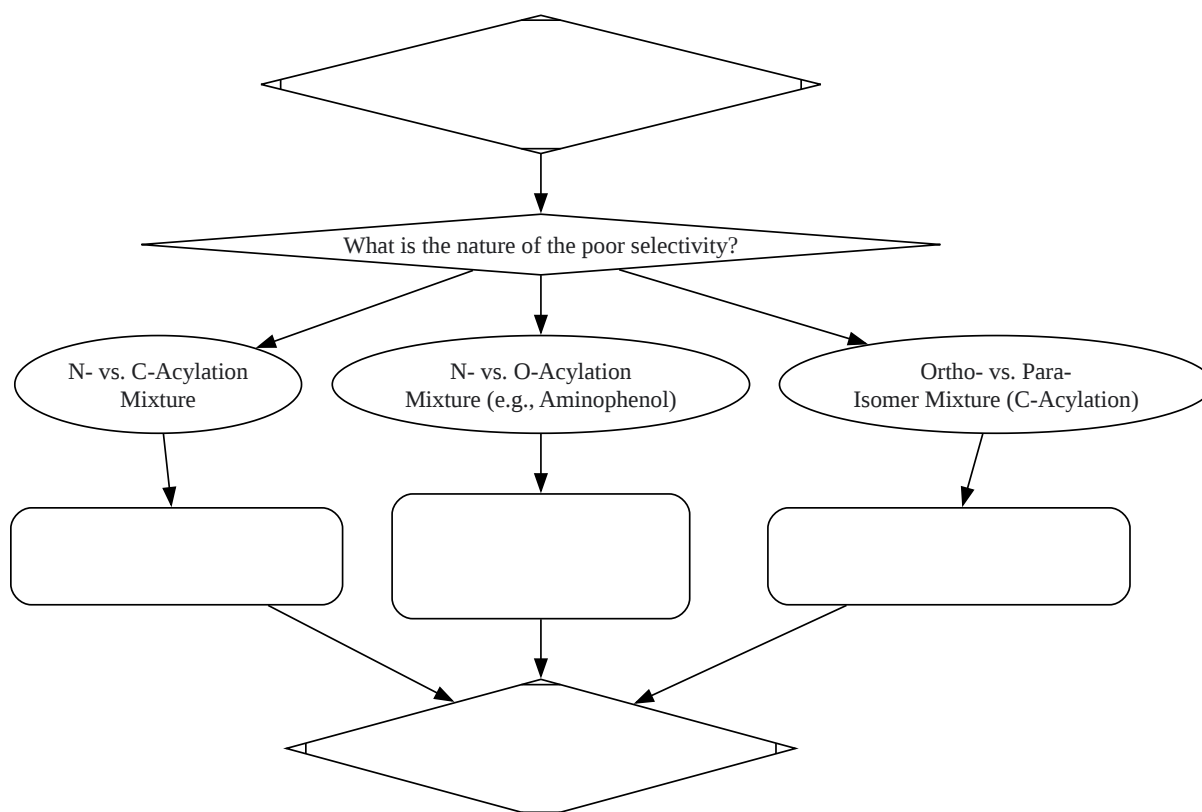 What is the nature of the poor selectivity?
N- vs. C-Acylation
Mixture
N- vs. O-Acylation
Mixture (e.g., Aminophenol)
Ortho- vs. Para-
Isomer Mixture (C-Acylation)